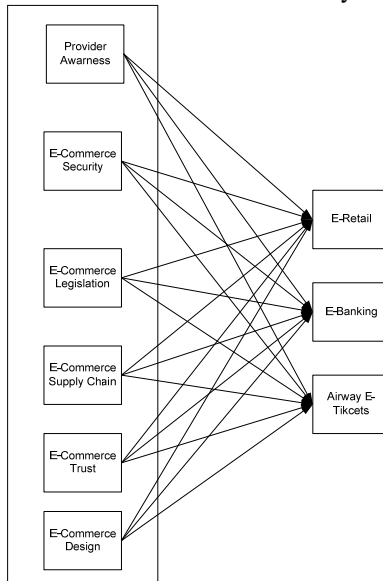 Provider
Awarness
E-Commerce
Security
E-Commerce
Legislation
E-Commerce
Supply Chain
E-Commerce
Trust
E-Commerce
Design
E-Retail
E-Banking
Airway E-
Tikcets